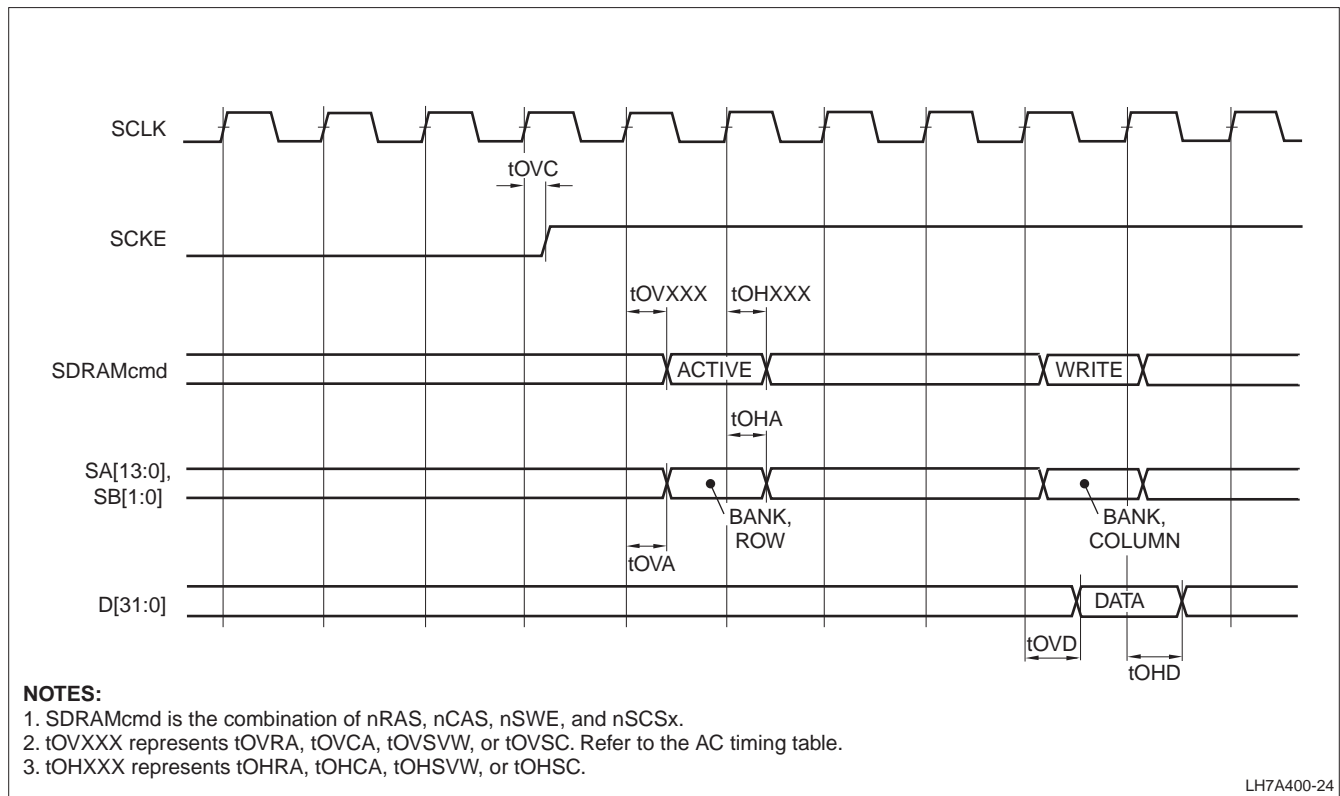 SCLK
tOVC
SCKE
tOVXXX
tOHXXX
SDRAMcmd
ACTIVE
WRITE
tOHA
SA[13:0],
SB[1:0]
BANK,
ROW
BANK,
COLUMN
tOVA
D[31:0]
DATA
tOVD
tOHD
NOTES:
1. SDRAMcmd is the combination of nRAS, nCAS, nSWE, and nSCSx.
2. tOVXXX represents tOVRA, tOVCA, tOVSVW, or tOVSC. Refer to the AC timing table.
3. tOHXXX represents tOHRA, tOHCA, tOHSVW, or tOHSC.
LH7A400-24